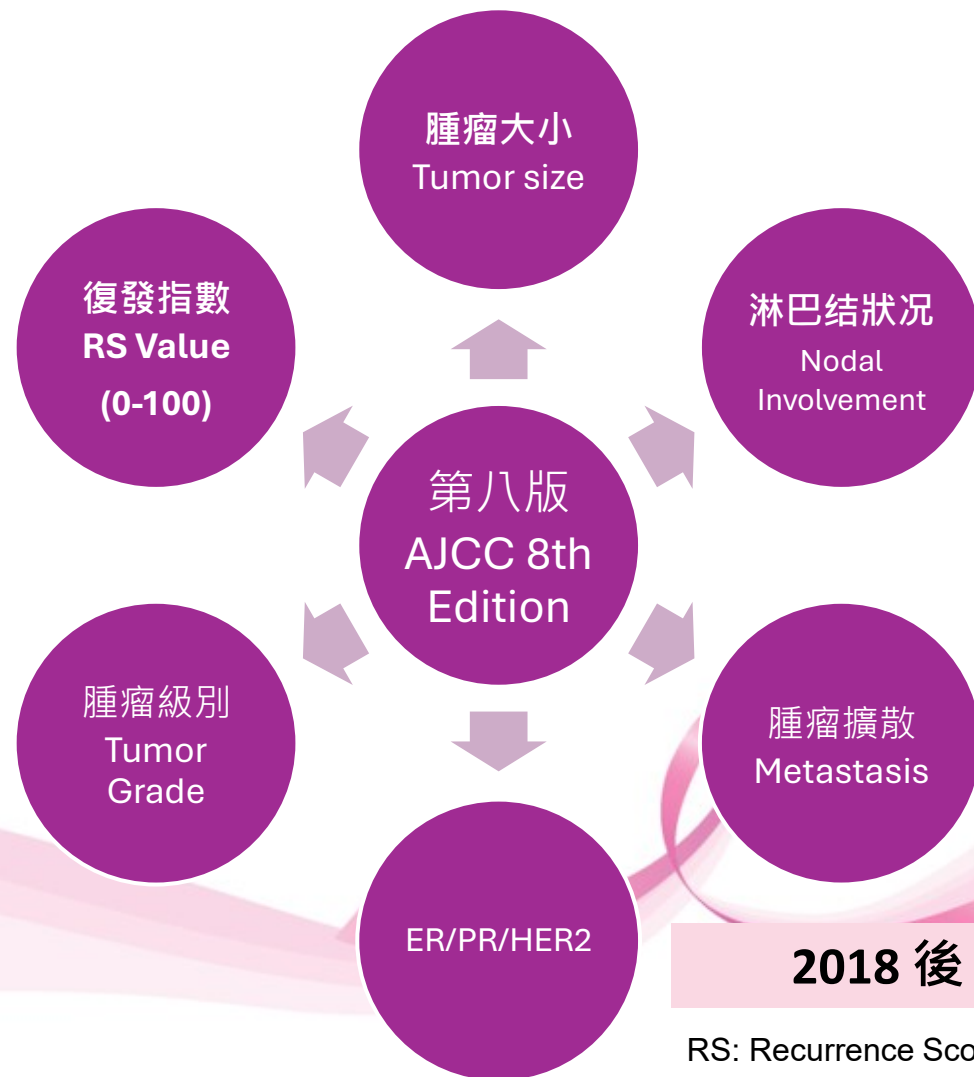 腫瘤大小
Tumor size
復發指數
RS Value
(0-100)
淋巴结狀况
Nodal
Involvement
第八版
AJCC 8th
Edition
腫瘤級別
Tumor
Grade
腫瘤擴散
Metastasis
ER/PR/HER2
2018 後
RS: Recurrence Sco